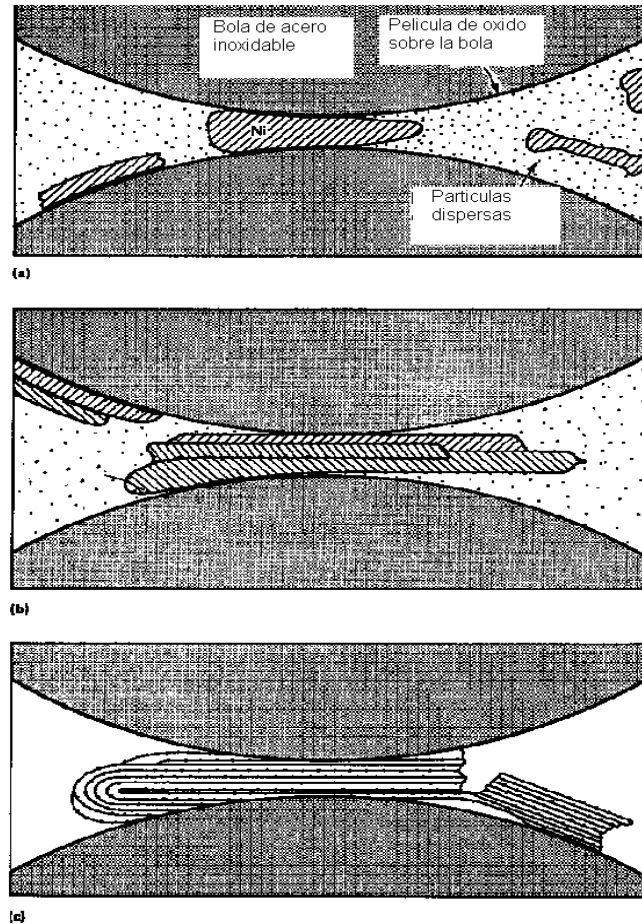 Bola de acero
inoxidable
Pelicula de oxido
sobre la bola
Ni
Particulas
dispersas
(a)
(b)
(c)